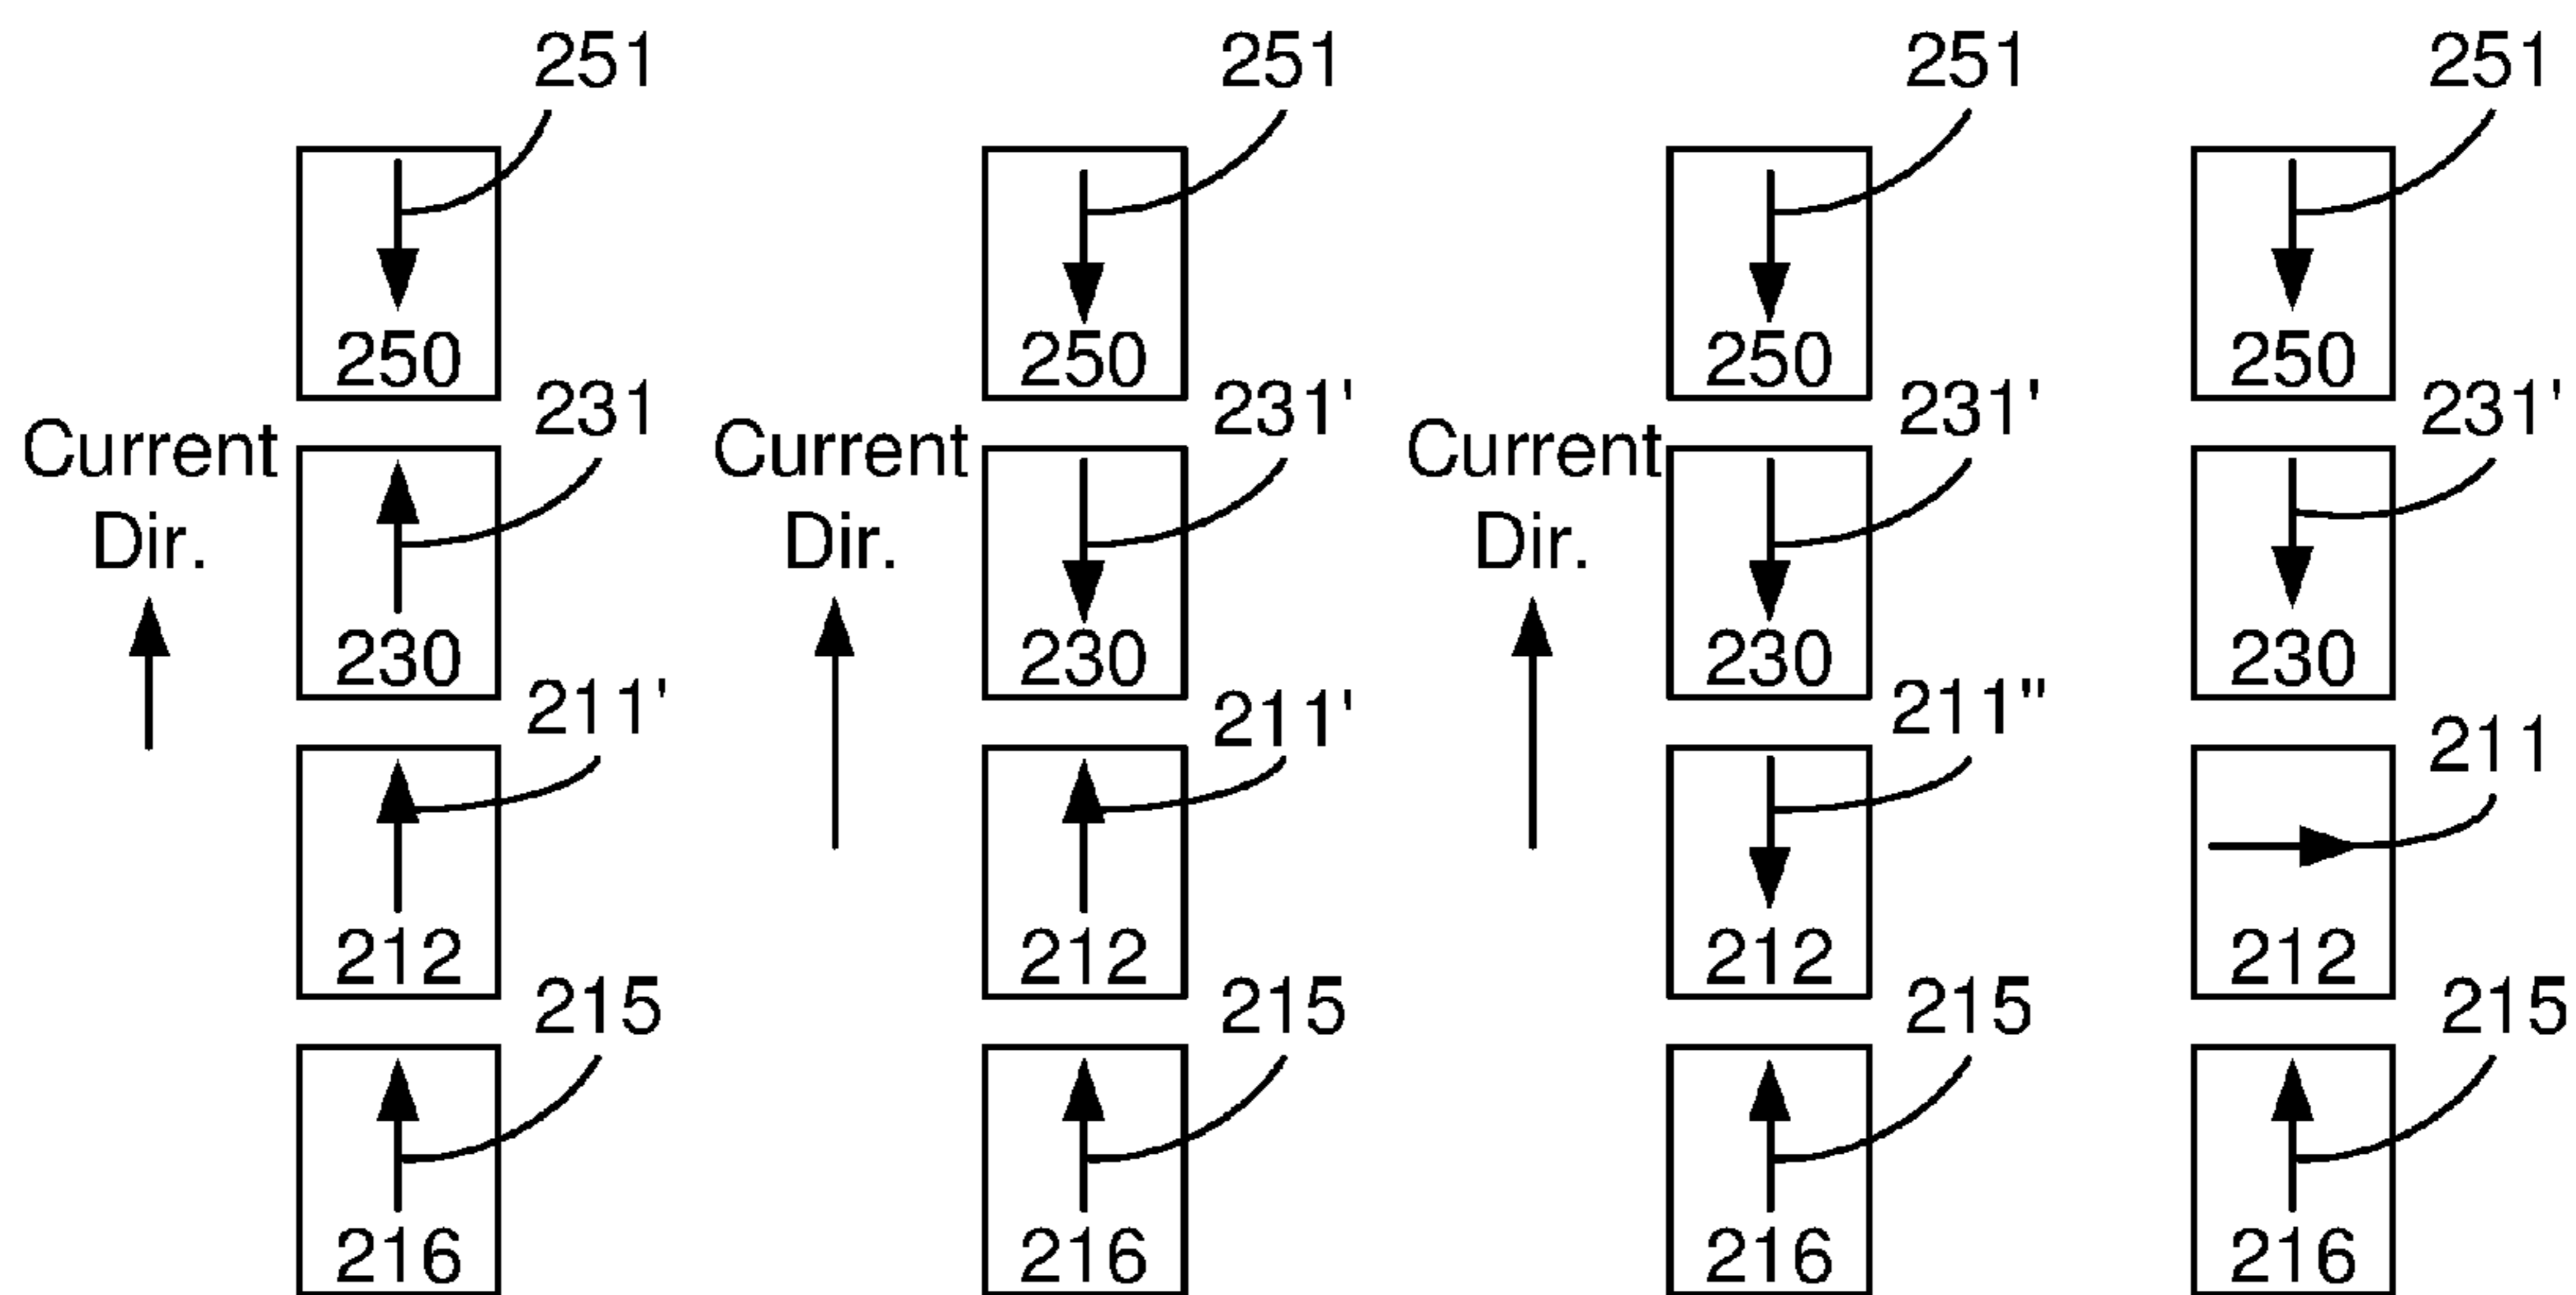 251 251 251 251
250 250 250 250
231 231' 231' 231'
Current Current Current
Dir. Dir. Dir.
230 230 230 230
211' 211' 211" 211
212 212 212 212
215 215 215 215
216 216 216 216